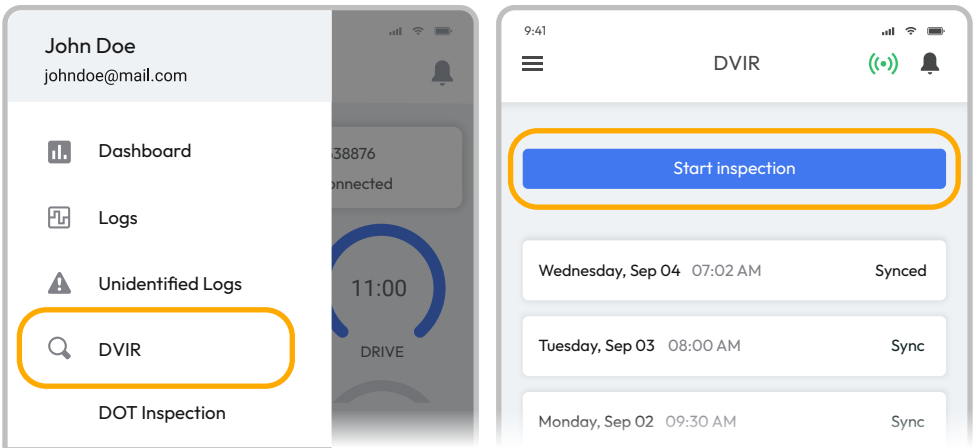 John Doe
johndoe@mail.com
Dashboard
Logs
Unidentified Logs
DVIR
DOT Inspection
38876
onnected
11:00
DRIVE
9:41
DVIR
Start inspection
Wednesday, Sep 04 07:02 AM Synced
Tuesday, Sep 03 08:00 AM Sync
Monday, Sep 02 09:30 AM Sync